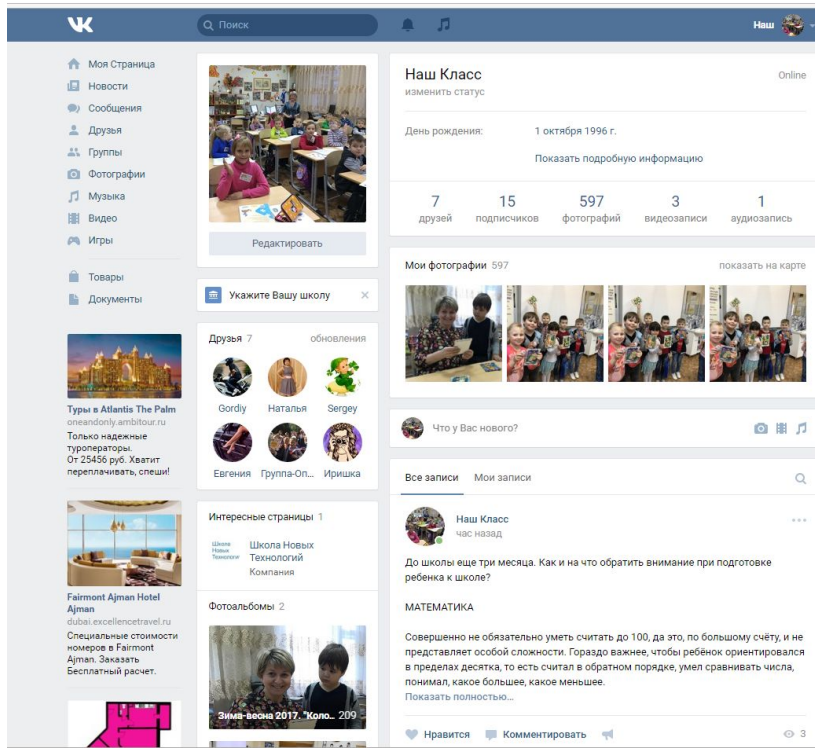 Поиск
Наш
Моя Страница
Новости
Сообщения
Друзья
Группы
Фотографии
Музыка
Видео
Игры
Товары
Документы
Туры в Atlantis The Palm
oneandonly.ambitour.ru
Только надежные
туроператоры.
От 25456 руб. Хватит
переплачивать, спеши!
Fairmont Ajman Hotel
Ajman
dubai.excellencetravel.ru
Специальные стоимости
номеров в Fairmont
Ajman. Заказать
Бесплатный расчет.
Редактировать
Укажите Вашу школу
Друзья 7 обновления
Gordiy Наталья Sergey
Евгения Группа-Оп... Иришка
Интересные страницы 1
Школа
Новых
Технологий
Школа Новых
Технологий
Компания
Фотоальбомы 2
Зима-весна 2017. "Коло... 209
Наш Класс Online
изменить статус
День рождения: 1 октября 1996 г.
Показать подробную информацию
7 15 597 3 1
друзей подписчиков фотографий видеозаписи аудиозапись
Мои фотографии 597 показать на карте
Что у Вас нового?
Все записи Мои записи
Наш Класс
час назад
До школы еще три месяца. Как и на что обратить внимание при подготовке
ребенка к школе?
МАТЕМАТИКА
Совершенно не обязательно уметь считать до 100, да это, по большому счёту, и не
представляет особой сложности. Гораздо важнее, чтобы ребёнок ориентировался
в пределах десятка, то есть считал в обратном порядке, умел сравнивать числа,
понимал, какое большее, какое меньшее.
Показать полностью...
Нравится Комментировать 3